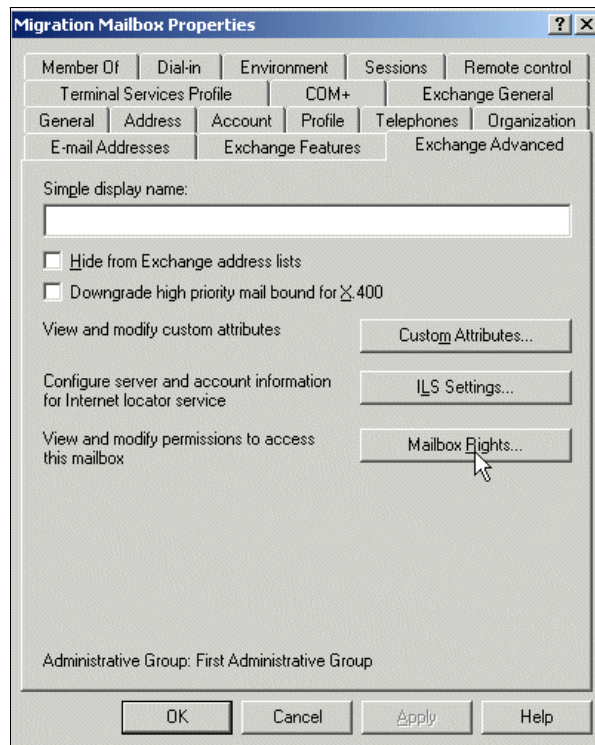 Migration Mailbox Properties
Member Of Dial-in Environment Sessions Remote control
Terminal Services Profile COM+ Exchange General
General Address Account Profile Telephones Organization
E-mail Addresses Exchange Features Exchange Advanced
Simple display name:
Hide from Exchange address lists
Downgrade high priority mail bound for X.400
View and modify custom attributes Custom Attributes...
Configure server and account information
for Internet locator service
ILS Settings...
View and modify permissions to access
this mailbox
Mailbox Rights...
Administrative Group: First Administrative Group
OK Cancel Apply Help